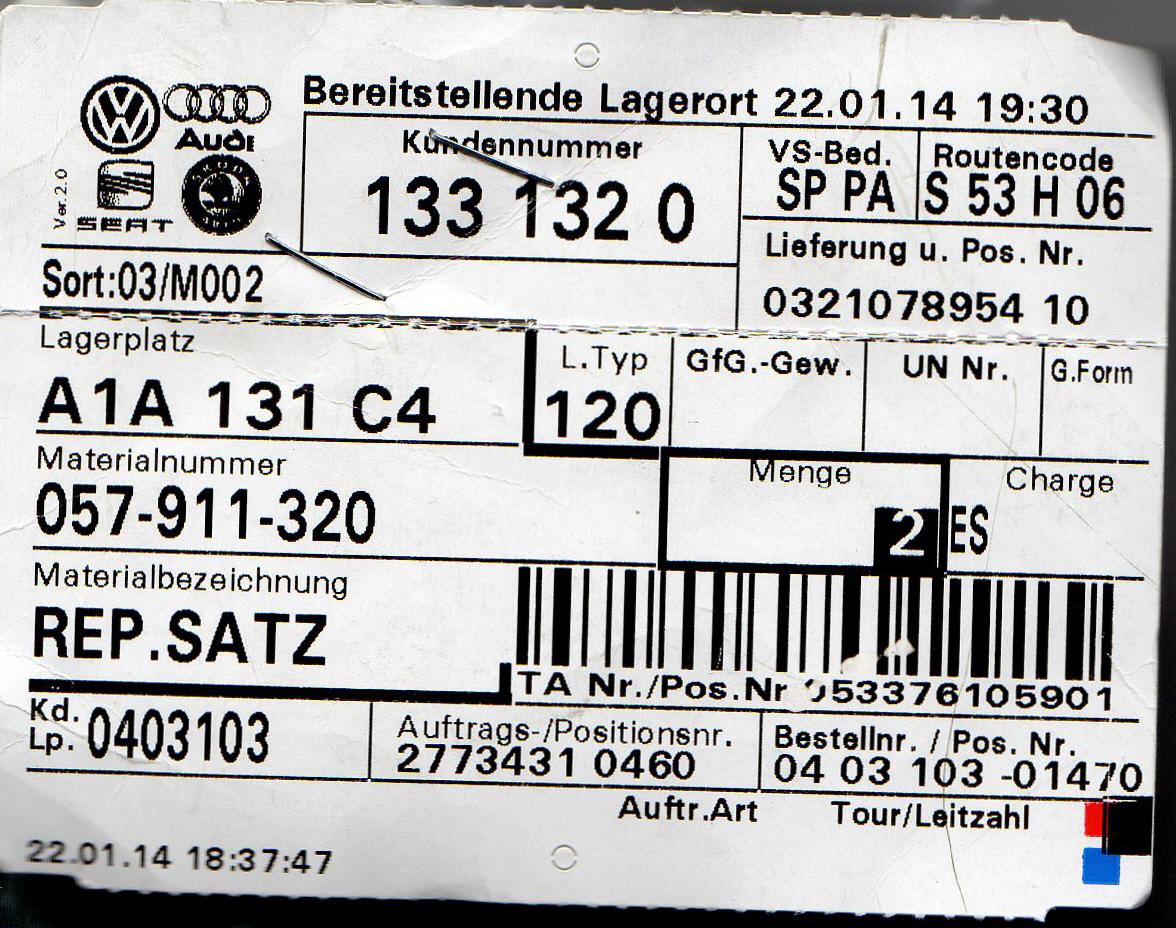 Bereitstellende Lagerort 22.01.14 19:30
Audi
SEAT
SKODA
Ver.2.0
Kundennummer
133 132 0
VS-Bed.
SP PA
Routencode
S 53 H 06
Lieferung u. Pos. Nr.
0321078954 10
Sort:03/M002
Lagerplatz
A1A 131 C4
L.Typ
120
GfG.-Gew.
UN Nr.
G.Form
Materialnummer
057-911-320
Menge
2 ES
Charge
Materialbezeichnung
REP.SATZ
TA Nr./Pos.Nr 0533376105901
Kd. Lp. 0403103
Auftrags-/Positionsnr.
2773431 0460
Bestellnr. / Pos. Nr.
04 03 103 -01470
Auftr.Art
Tour/Leitzahl
22.01.14 18:37:47